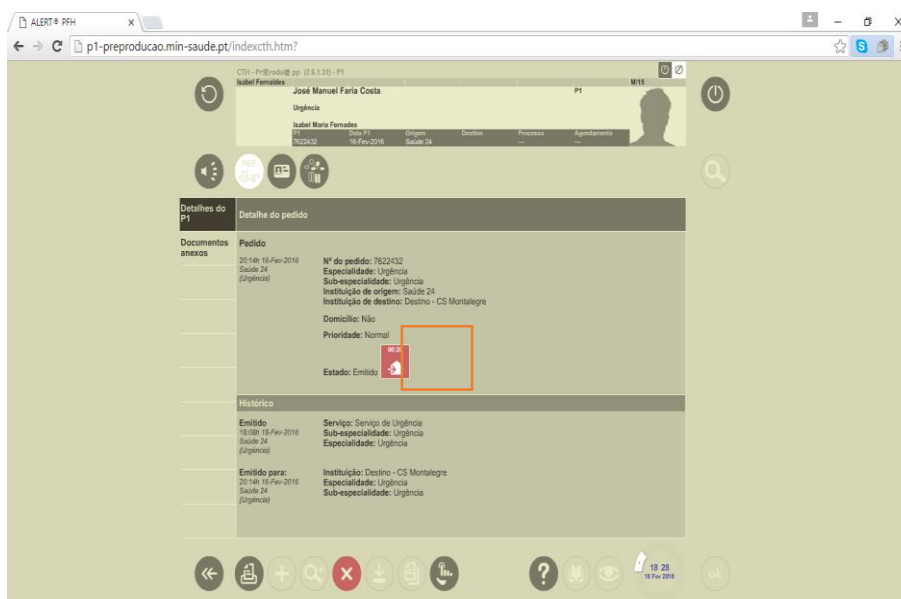 ALERT® PFH
p1-preproducao.min-saude.pt/indexcth.htm?
Isabel Fernaldes M/15
José Manuel Faria Costa P1
Urgência
Isabel Maria Fernades
P1 Data P1 Origem Destino Processo Agendamento
7622432 16-Fev-2016 Saúde 24 --- ---
REF
Detalhes do P1
Detalhe do pedido
Documentos anexos
Pedido
20:14h 16-Fev-2016
Saúde 24
(Urgência)
Nº do pedido: 7622432
Especialidade: Urgência
Sub-especialidade: Urgência
Instituição de origem: Saúde 24
Instituição de destino: Destino - CS Montalegre
Domicílio: Não
Prioridade: Normal
Estado: Emitido
Histórico
Emitido
18:08h 18-Fev-2016
Saúde 24
(Urgência)
Serviço: Serviço de Urgência
Sub-especialidade: Urgência
Especialidade: Urgência
Emitido para:
20:14h 16-Fev-2016
Saúde 24
(Urgência)
Instituição: Destino - CS Montalegre
Especialidade: Urgência
Sub-especialidade: Urgência
18 28
18 Fev 2016
ok